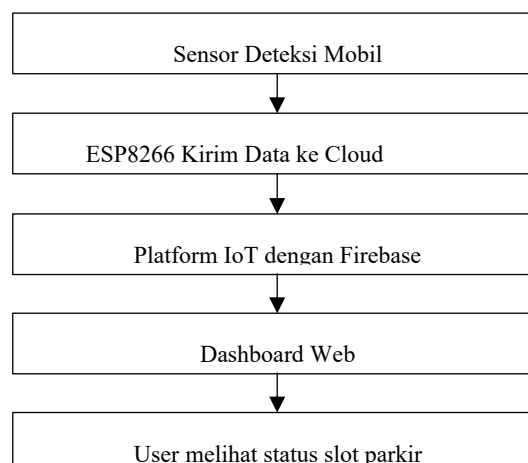 Sensor Deteksi Mobil
ESP8266 Kirim Data ke Cloud
Platform IoT dengan Firebase
Dashboard Web
User melihat status slot parkir